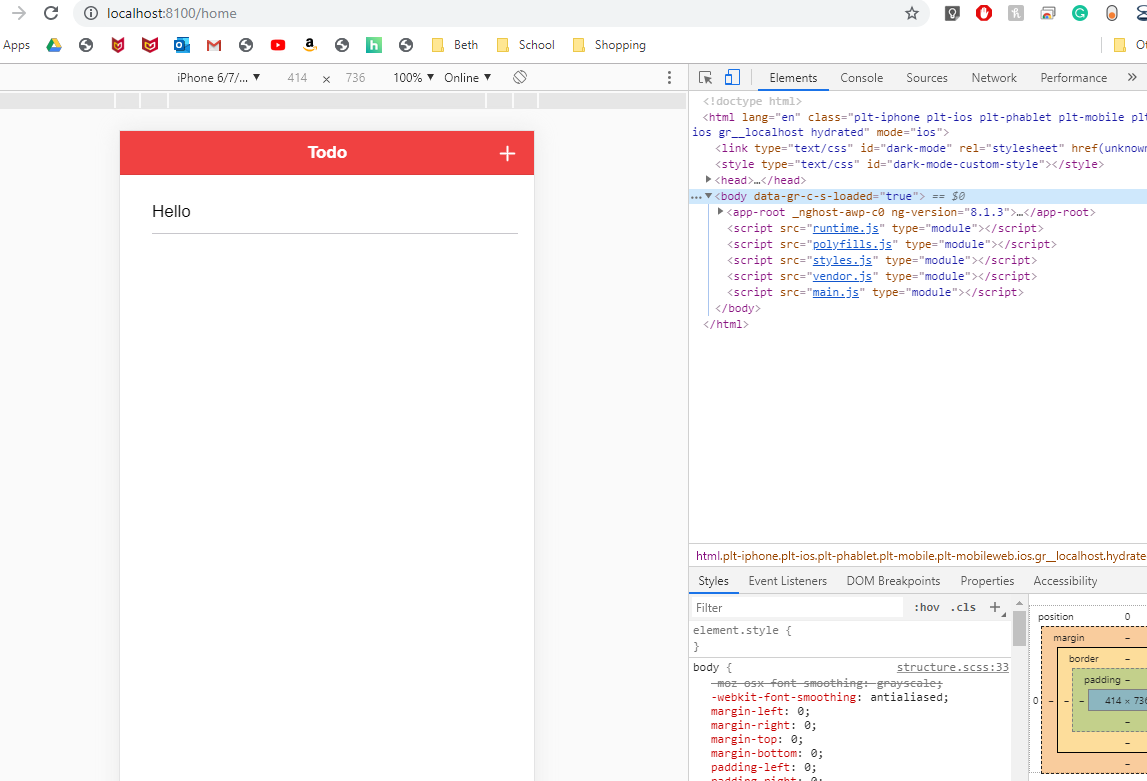 localhost:8100/home
Apps Beth School Shopping
iPhone 6/7/... ▼ 414 × 736 100% ▼ Online ▼
Todo +
Hello
Elements Console Sources Network Performance »
<!doctype html>
<html lang="en" class="plt-iphone plt-ios plt-phablet plt-mobile plt
ios gr__localhost hydrated" mode="ios">
<link type="text/css" id="dark-mode" rel="stylesheet" href(unknown
<style type="text/css" id="dark-mode-custom-style"></style>
<head>…</head>
<body data-gr-c-s-loaded="true"> == $0
<app-root _nghost-awp-c0 ng-version="8.1.3">…</app-root>
<script src="runtime.js" type="module"></script>
<script src="polyfills.js" type="module"></script>
<script src="styles.js" type="module"></script>
<script src="vendor.js" type="module"></script>
<script src="main.js" type="module"></script>
</body>
</html>
html.plt-iphone.plt-ios.plt-phablet.plt-mobile.plt-mobileweb.ios.gr__localhost.hydrate
Styles Event Listeners DOM Breakpoints Properties Accessibility
Filter :hov .cls +
element.style {
}
body { structure.scss:33
-moz-osx-font-smoothing: grayscale;
-webkit-font-smoothing: antialiased;
margin-left: 0;
margin-right: 0;
margin-top: 0;
margin-bottom: 0;
padding-left: 0;
padding-right: 0;
position 0
margin –
border –
padding –
0 – – – 414 × 736
–
–
–